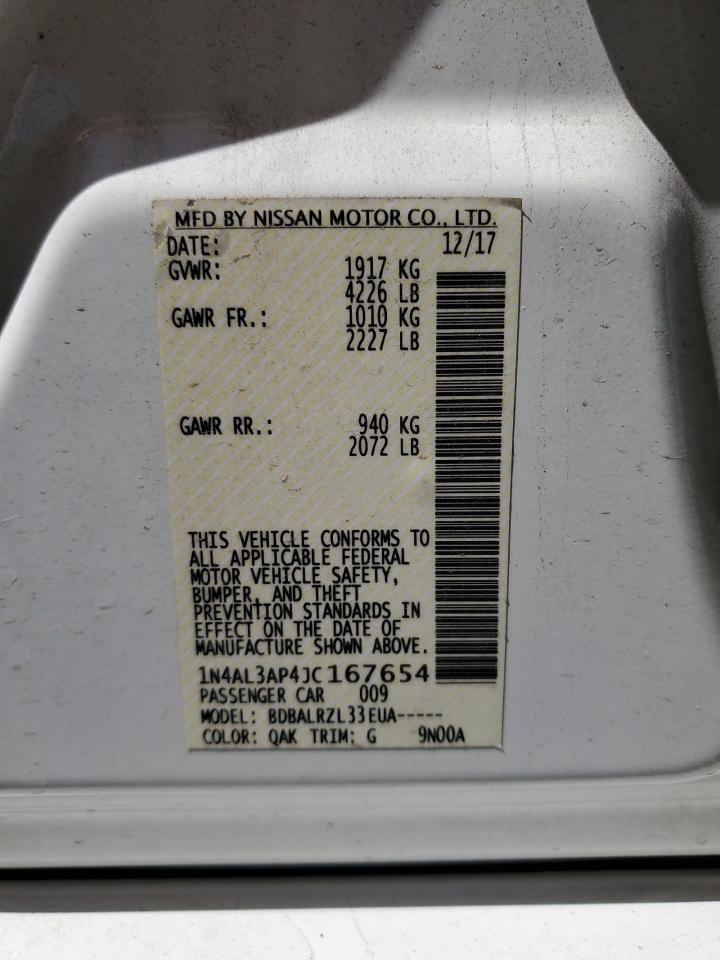 MFD BY NISSAN MOTOR CO., LTD.
DATE: 12/17
GVWR: 1917 KG
4226 LB
GAWR FR.: 1010 KG
2227 LB
GAWR RR.: 940 KG
2072 LB
THIS VEHICLE CONFORMS TO
ALL APPLICABLE FEDERAL
MOTOR VEHICLE SAFETY,
BUMPER, AND THEFT
PREVENTION STANDARDS IN
EFFECT ON THE DATE OF
MANUFACTURE SHOWN ABOVE.
1N4AL3AP4JC167654
PASSENGER CAR 009
MODEL: BDBALRZL33EUA-----
COLOR: QAK TRIM: G 9N00A